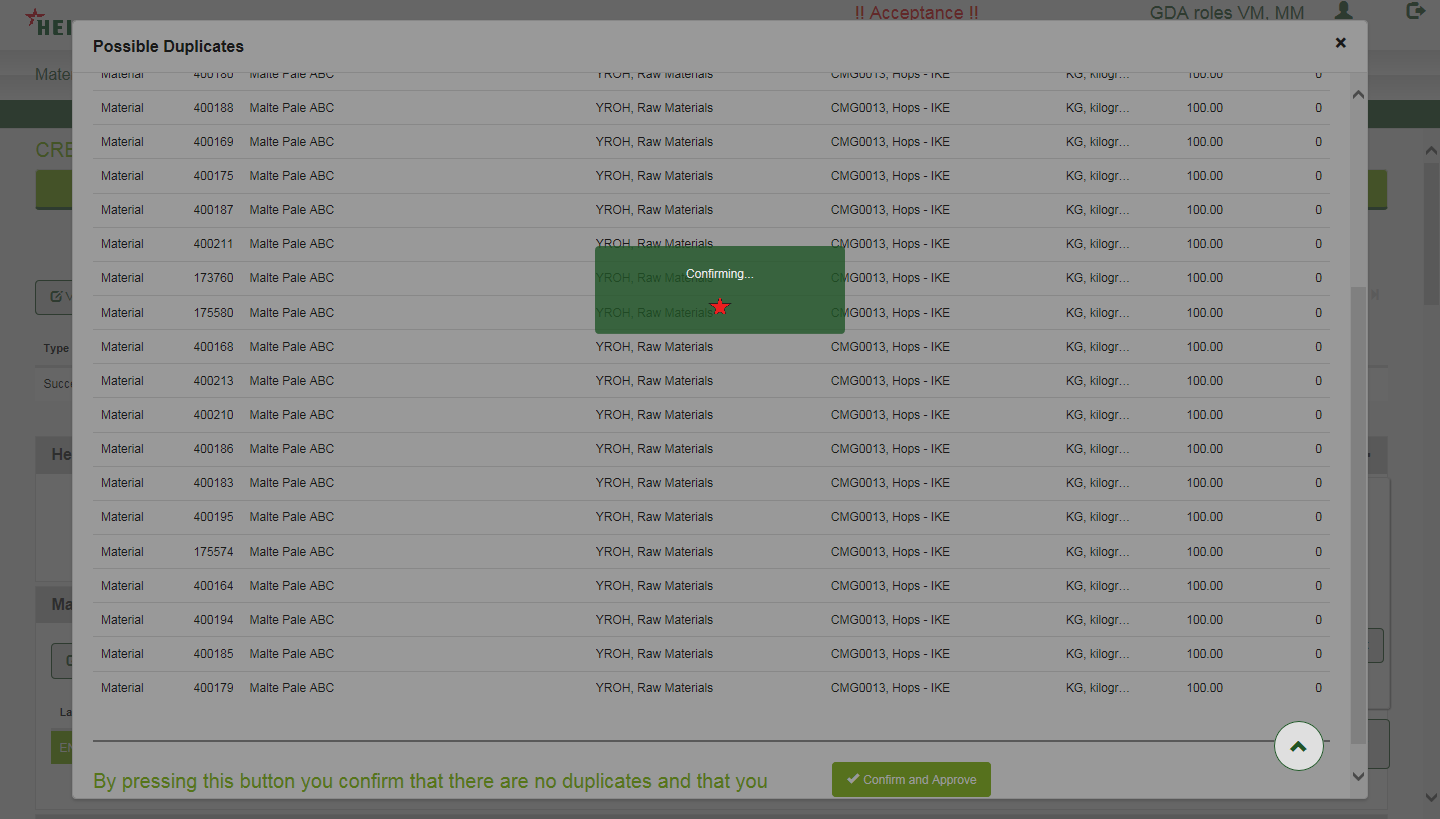 HEI
!! Acceptance !!
GDA roles VM, MM
Mate
Possible Duplicates
×
CRE
Material 400180 Malte Pale ABC YROH, Raw Materials CMG0013, Hops - IKE KG, kilogr... 100.00 0
Material 400188 Malte Pale ABC YROH, Raw Materials CMG0013, Hops - IKE KG, kilogr... 100.00 0
Material 400169 Malte Pale ABC YROH, Raw Materials CMG0013, Hops - IKE KG, kilogr... 100.00 0
Material 400175 Malte Pale ABC YROH, Raw Materials CMG0013, Hops - IKE KG, kilogr... 100.00 0
Material 400187 Malte Pale ABC YROH, Raw Materials CMG0013, Hops - IKE KG, kilogr... 100.00 0
Material 400211 Malte Pale ABC YROH, Raw Materials CMG0013, Hops - IKE KG, kilogr... 100.00 0
Confirming...
Material 173760 Malte Pale ABC YROH, Raw Materials CMG0013, Hops - IKE KG, kilogr... 100.00 0
Material 175580 Malte Pale ABC YROH, Raw Materials CMG0013, Hops - IKE KG, kilogr... 100.00 0
Type
Material 400168 Malte Pale ABC YROH, Raw Materials CMG0013, Hops - IKE KG, kilogr... 100.00 0
Succe
Material 400213 Malte Pale ABC YROH, Raw Materials CMG0013, Hops - IKE KG, kilogr... 100.00 0
Material 400210 Malte Pale ABC YROH, Raw Materials CMG0013, Hops - IKE KG, kilogr... 100.00 0
He
Material 400186 Malte Pale ABC YROH, Raw Materials CMG0013, Hops - IKE KG, kilogr... 100.00 0
Material 400183 Malte Pale ABC YROH, Raw Materials CMG0013, Hops - IKE KG, kilogr... 100.00 0
Material 400195 Malte Pale ABC YROH, Raw Materials CMG0013, Hops - IKE KG, kilogr... 100.00 0
Material 175574 Malte Pale ABC YROH, Raw Materials CMG0013, Hops - IKE KG, kilogr... 100.00 0
Material 400164 Malte Pale ABC YROH, Raw Materials CMG0013, Hops - IKE KG, kilogr... 100.00 0
Ma
Material 400194 Malte Pale ABC YROH, Raw Materials CMG0013, Hops - IKE KG, kilogr... 100.00 0
Material 400185 Malte Pale ABC YROH, Raw Materials CMG0013, Hops - IKE KG, kilogr... 100.00 0
Material 400179 Malte Pale ABC YROH, Raw Materials CMG0013, Hops - IKE KG, kilogr... 100.00 0
La
EN
By pressing this button you confirm that there are no duplicates and that you
Confirm and Approve